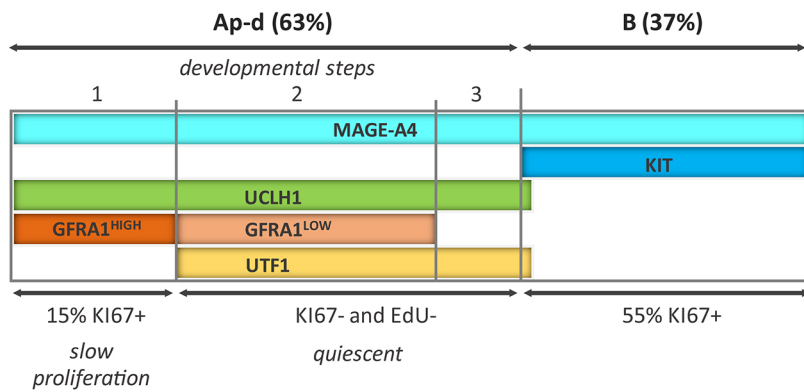 Ap-d (63%) B (37%)
developmental steps
1 2 3
MAGE-A4
KIT
UCLH1
GFRA1HIGH GFRA1LOW
UTF1
15% KI67+ KI67- and EdU- 55% KI67+
slow quiescent
proliferation